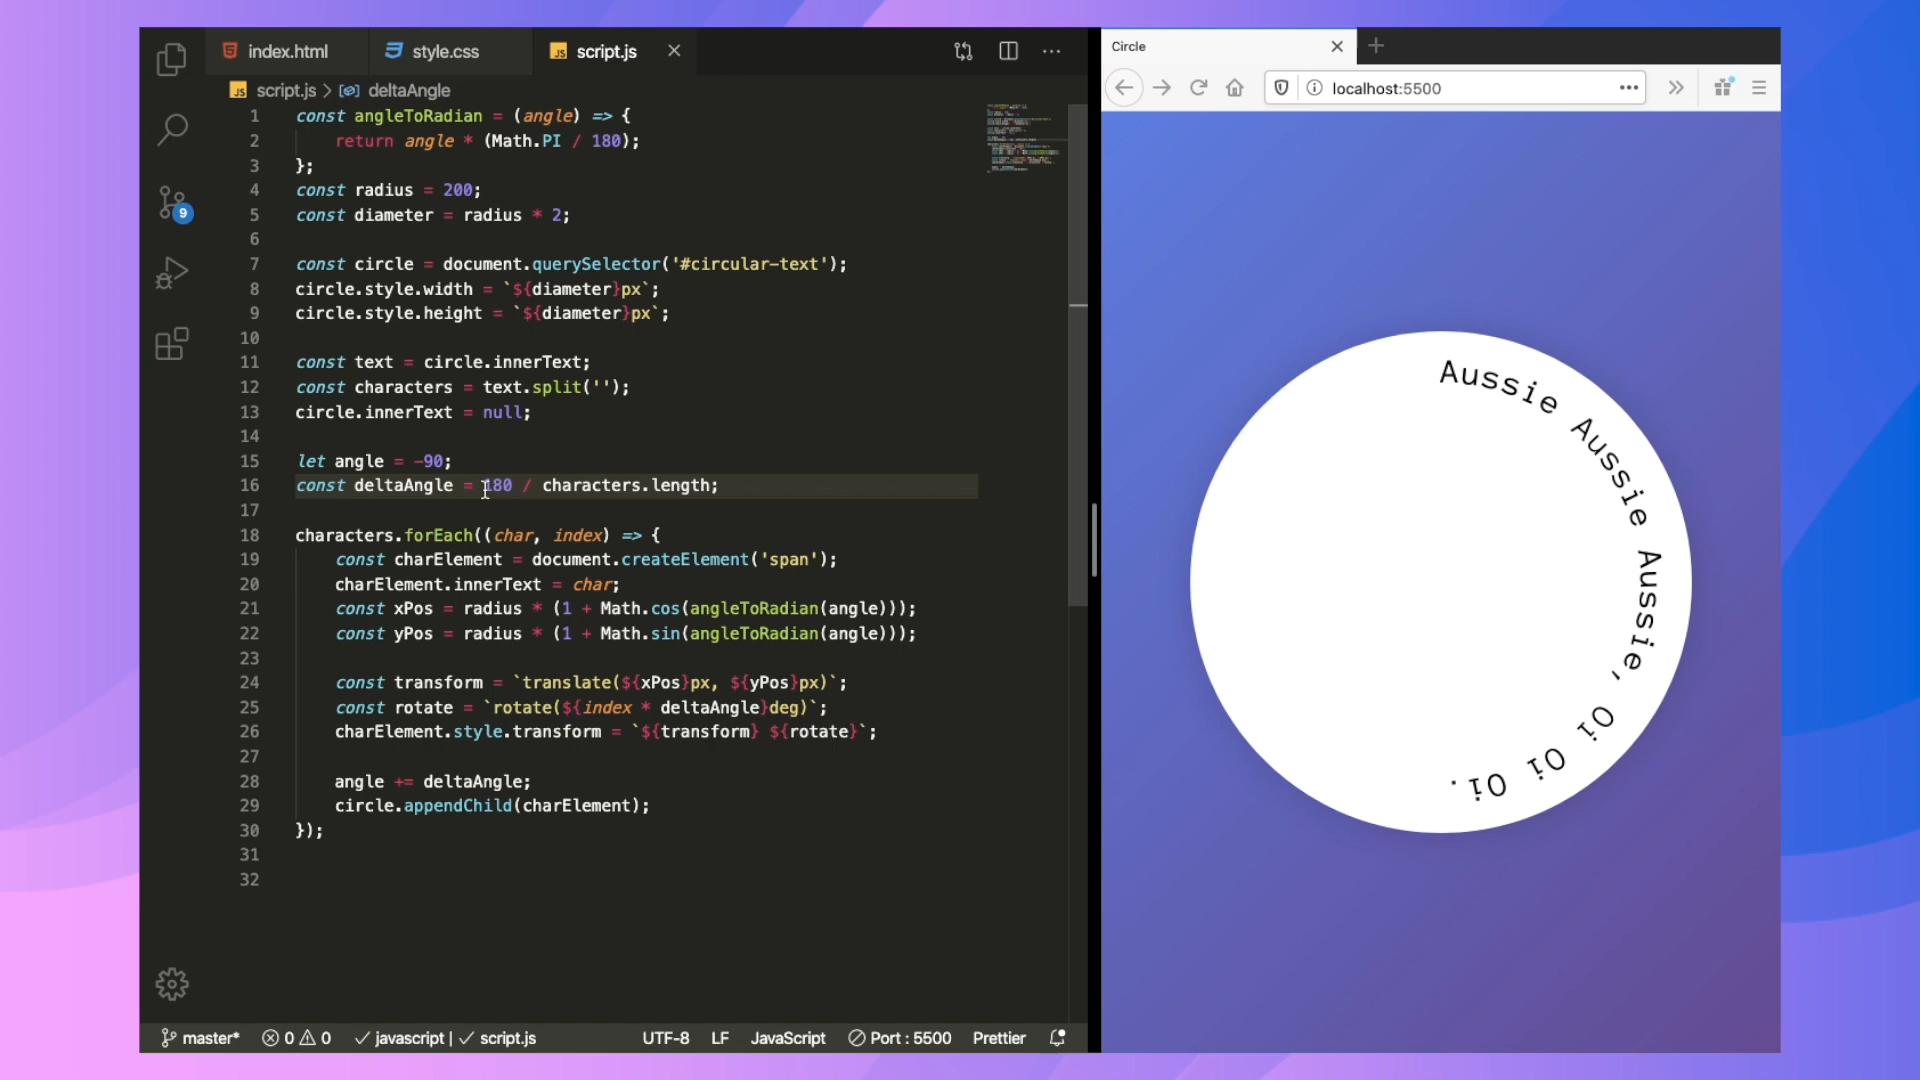 index.html
style.css
script.js
script.js > deltaAngle
1 const angleToRadian = (angle) => {
2 return angle * (Math.PI / 180);
3 };
4 const radius = 200;
5 const diameter = radius * 2;
6
7 const circle = document.querySelector('#circular-text');
8 circle.style.width = `${diameter}px`;
9 circle.style.height = `${diameter}px`;
10
11 const text = circle.innerText;
12 const characters = text.split('');
13 circle.innerText = null;
14
15 let angle = -90;
16 const deltaAngle = 180 / characters.length;
17
18 characters.forEach((char, index) => {
19 const charElement = document.createElement('span');
20 charElement.innerText = char;
21 const xPos = radius * (1 + Math.cos(angleToRadian(angle)));
22 const yPos = radius * (1 + Math.sin(angleToRadian(angle)));
23
24 const transform = `translate(${xPos}px, ${yPos}px)`;
25 const rotate = `rotate(${index * deltaAngle}deg)`;
26 charElement.style.transform = `${transform} ${rotate}`;
27
28 angle += deltaAngle;
29 circle.appendChild(charElement);
30 });
31
32
9
master* 0 0 javascript | script.js UTF-8 LF JavaScript Port : 5500 Prettier
Circle
localhost:5500
Aussie Aussie Aussie, Oi Oi Oi.